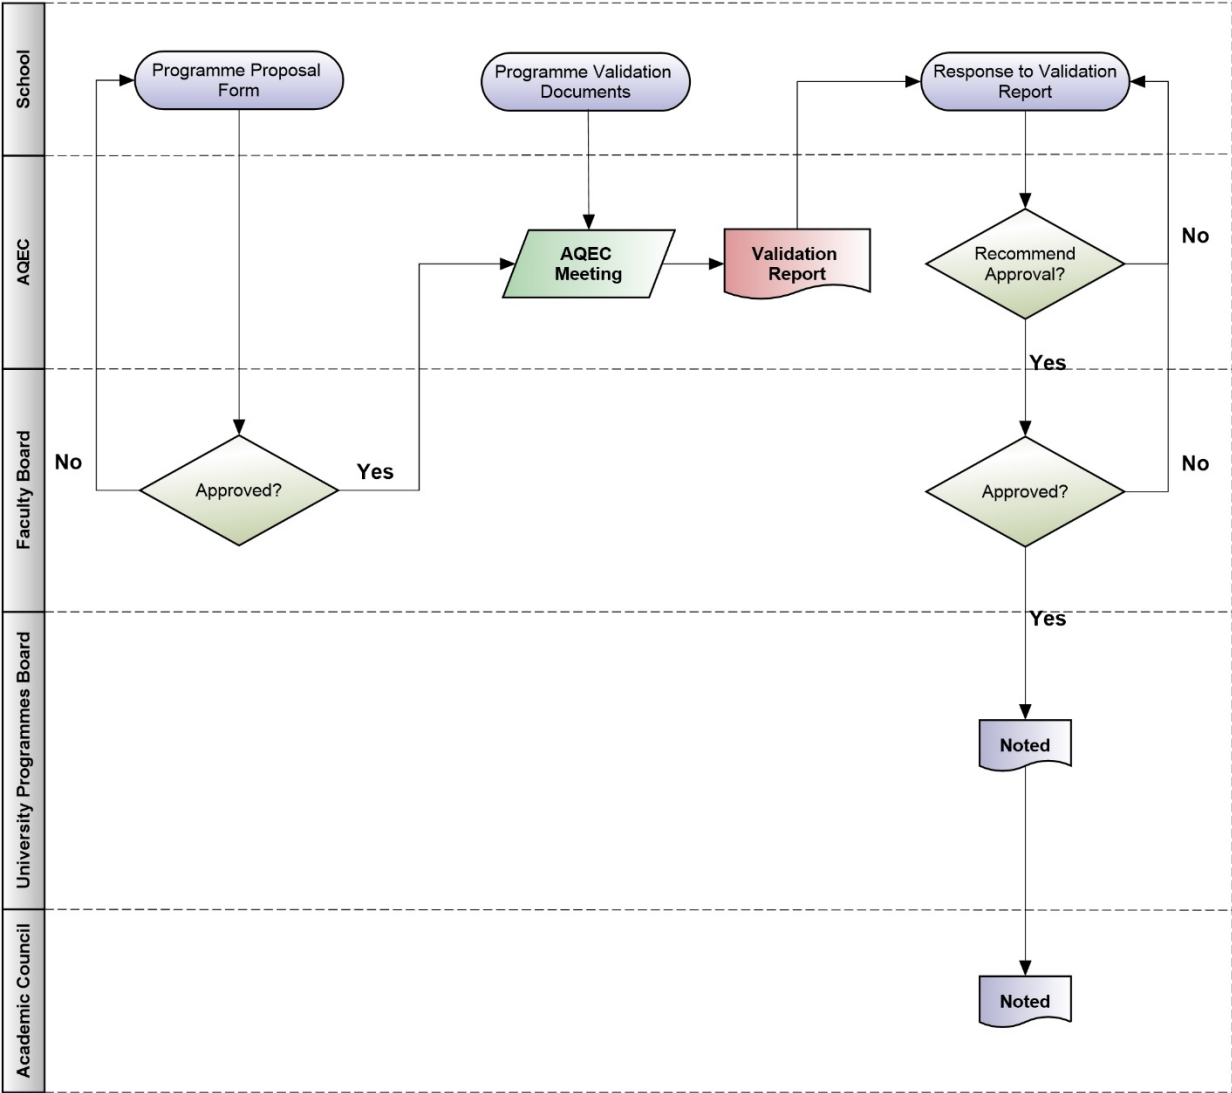 School
Programme Proposal
Form
Programme Validation
Documents
Response to Validation
Report
AQEC
AQEC
Meeting
Validation
Report
Recommend
Approval?
No
Yes
Faculty Board
No
Approved?
Yes
Approved?
No
Yes
University Programmes Board
Noted
Academic Council
Noted